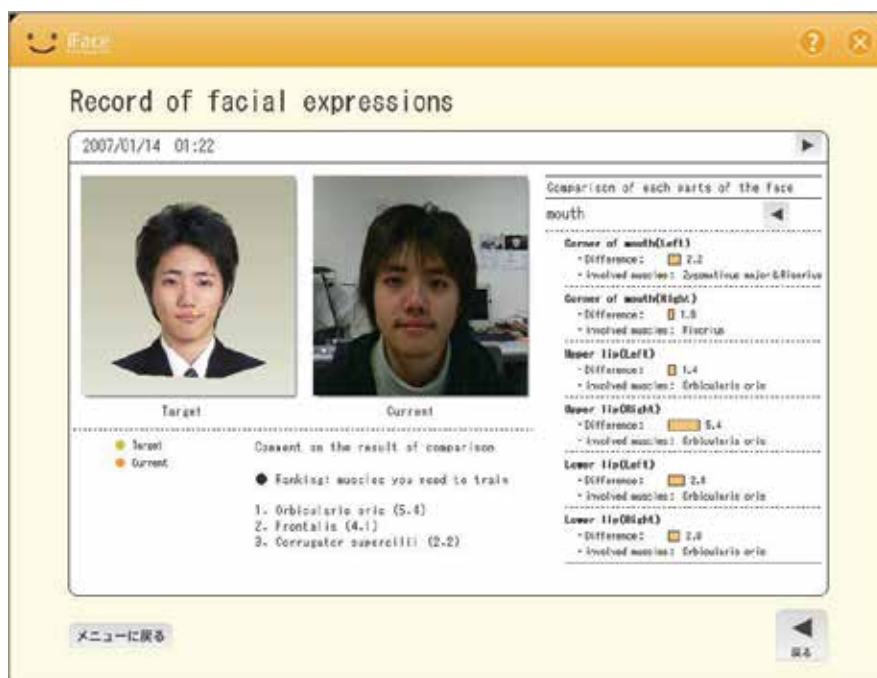 iFace
?
Record of facial expressions
2007/01/14 01:22
Target
Current
Target
Current
Comment on the result of comparison
● Ranking: muscles you need to train
1. Orbicularis oris (5.4)
2. Frontalis (4.1)
3. Corrugator supercilii (2.2)
Comparison of each parts of the face
mouth
Corner of mouth(Left)
・Difference: 2.2
・involved muscles: Zygomaticus major&Risorius
Corner of mouth(Right)
・Difference:
・involved muscles: Risorius
Upper lip(Left)
・Difference: 1.4
・involved muscles: Orbicularis oris
Upper lip(Right)
・Difference: 5.4
・involved muscles: Orbicularis oris
Lower lip(Left)
・Difference:
・involved muscles: Orbicularis oris
Lower lip(Right)
・Difference:
・involved muscles: Orbicularis oris
メニューに戻る
戻る